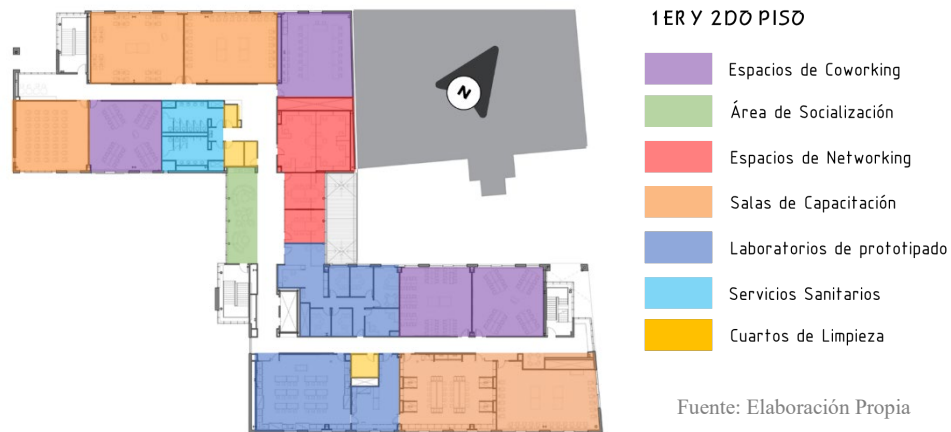 1ER Y 2DO PISO
Espacios de Coworking
Área de Socialización
Espacios de Networking
Salas de Capacitación
Laboratorios de prototipado
Servicios Sanitarios
Cuartos de Limpieza
Fuente: Elaboración Propia
N